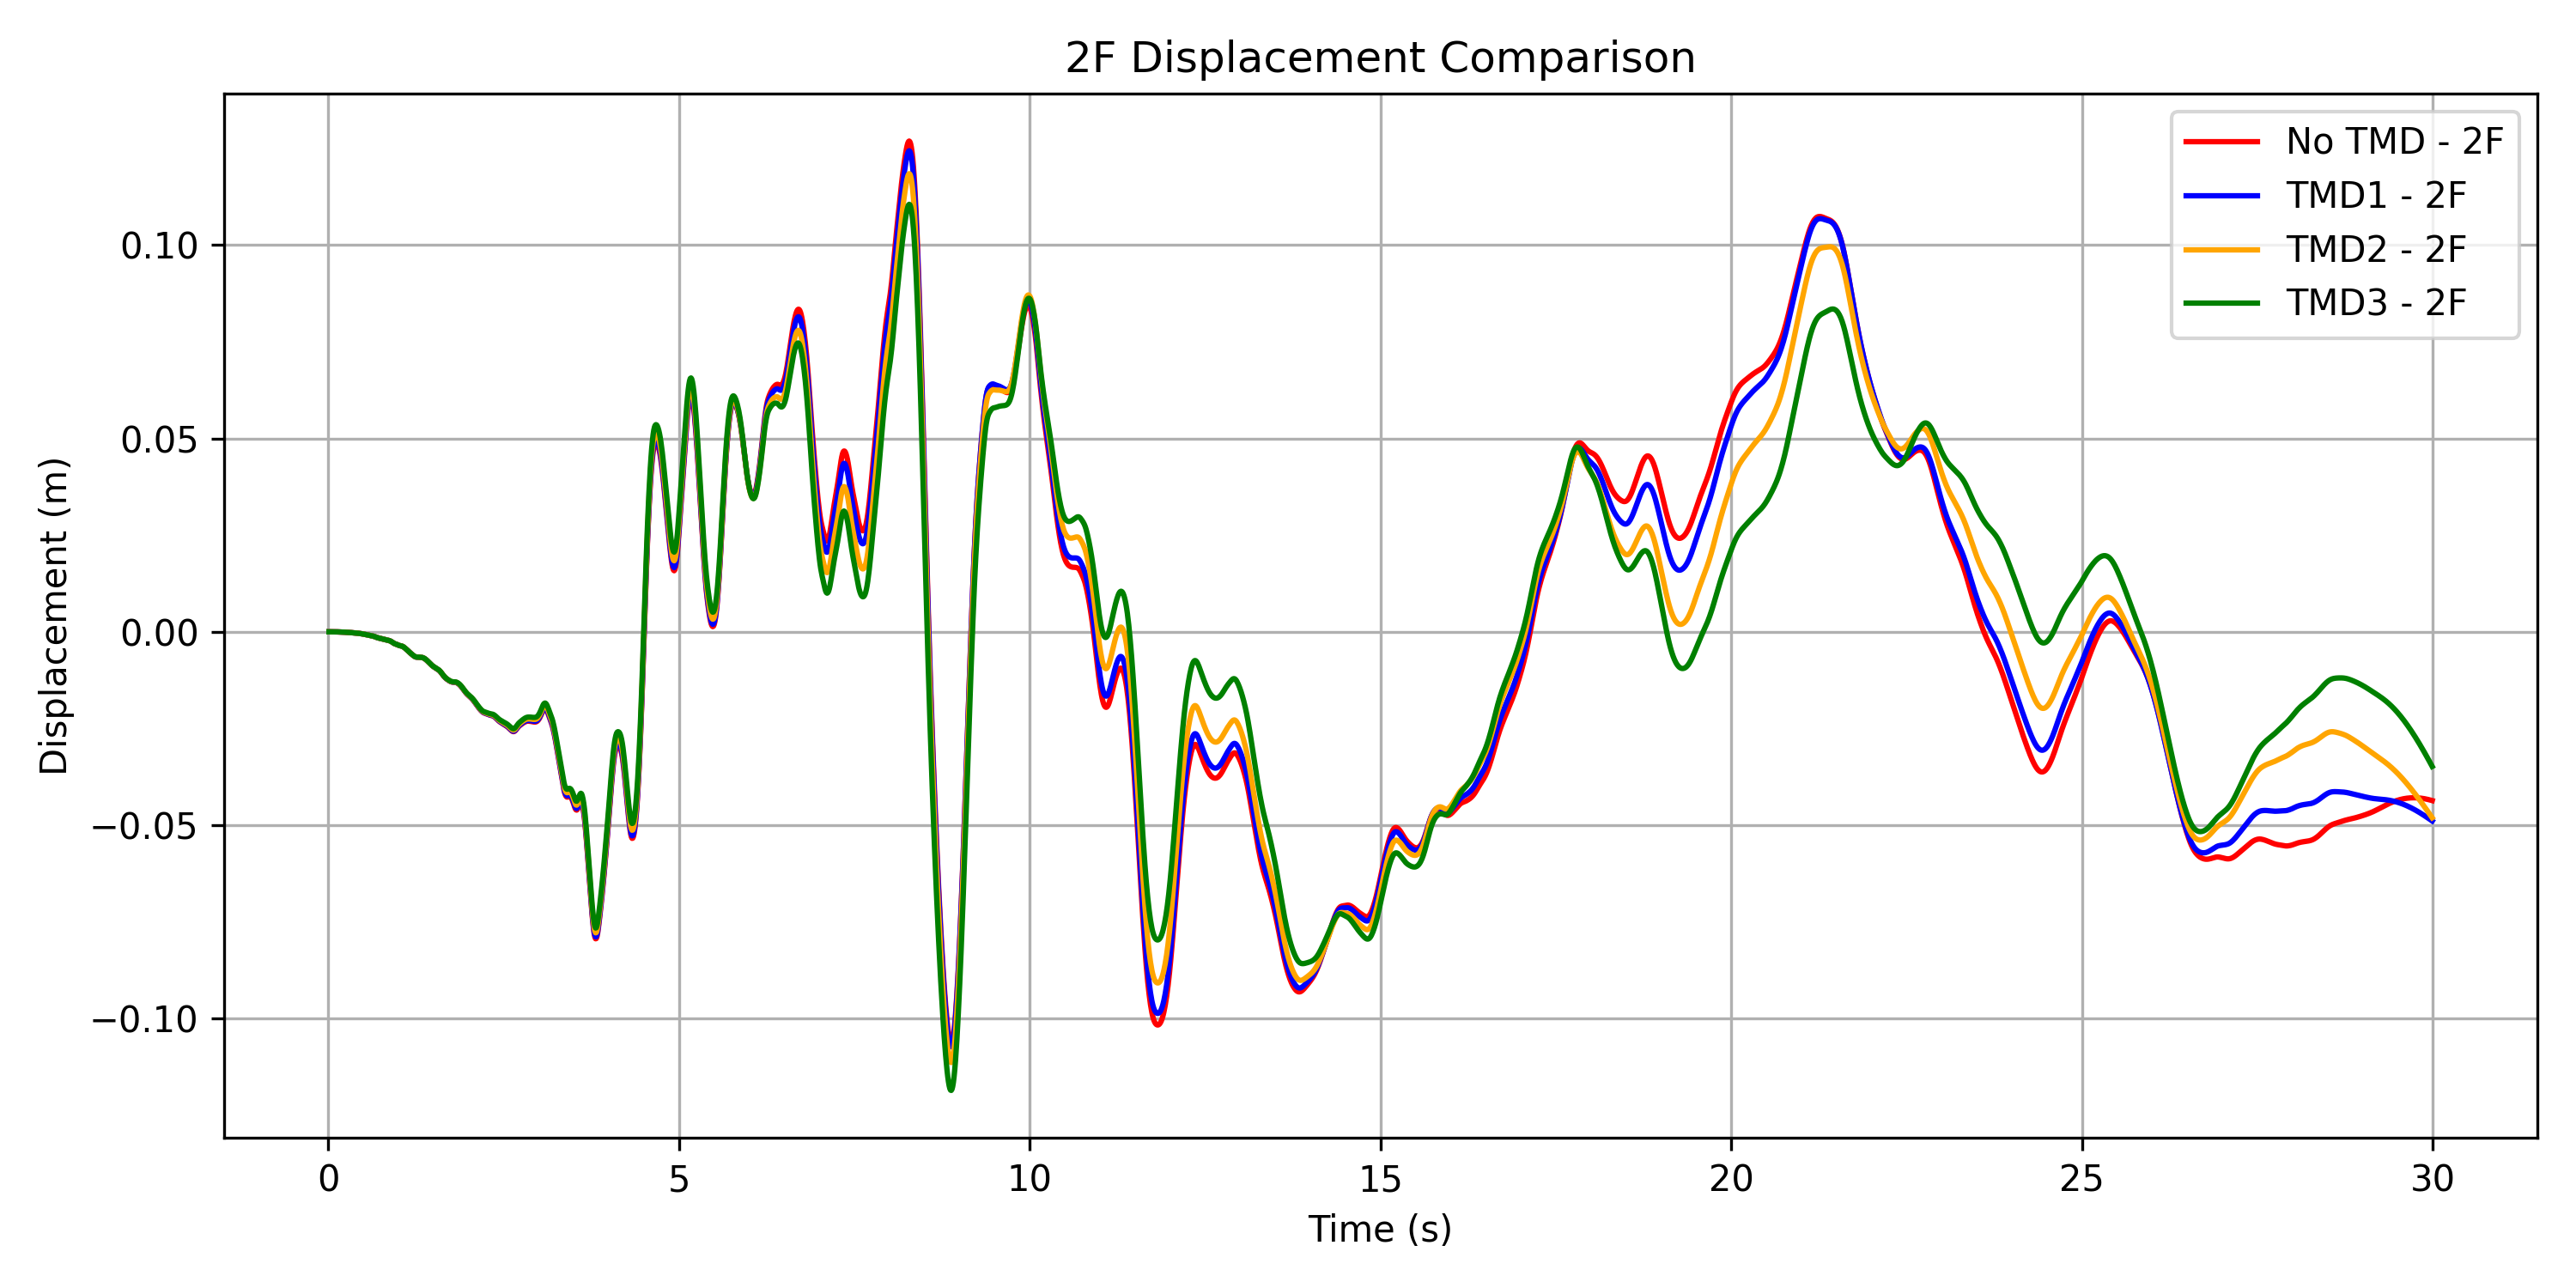 2F Displacement Comparison
No TMD - 2F
TMD1 - 2F
TMD2 - 2F
TMD3 - 2F
Displacement (m)
0.10
0.05
0.00
−0.05
−0.10
0 5 10 15 20 25 30
Time (s)